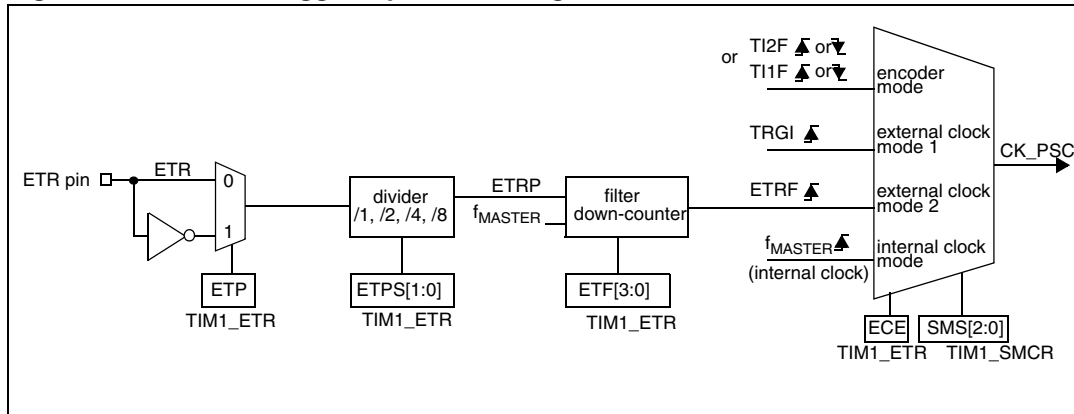 or TI2F or
TI1F or
encoder
mode
TRGI
external clock
mode 1
CK_PSC
ETR pin
ETR
0
1
divider
/1, /2, /4, /8
ETRP
fMASTER
filter
down-counter
ETRF
external clock
mode 2
fMASTER
(internal clock)
internal clock
mode
ETP
TIM1_ETR
ETPS[1:0]
TIM1_ETR
ETF[3:0]
TIM1_ETR
ECE
TIM1_ETR
SMS[2:0]
TIM1_SMCR